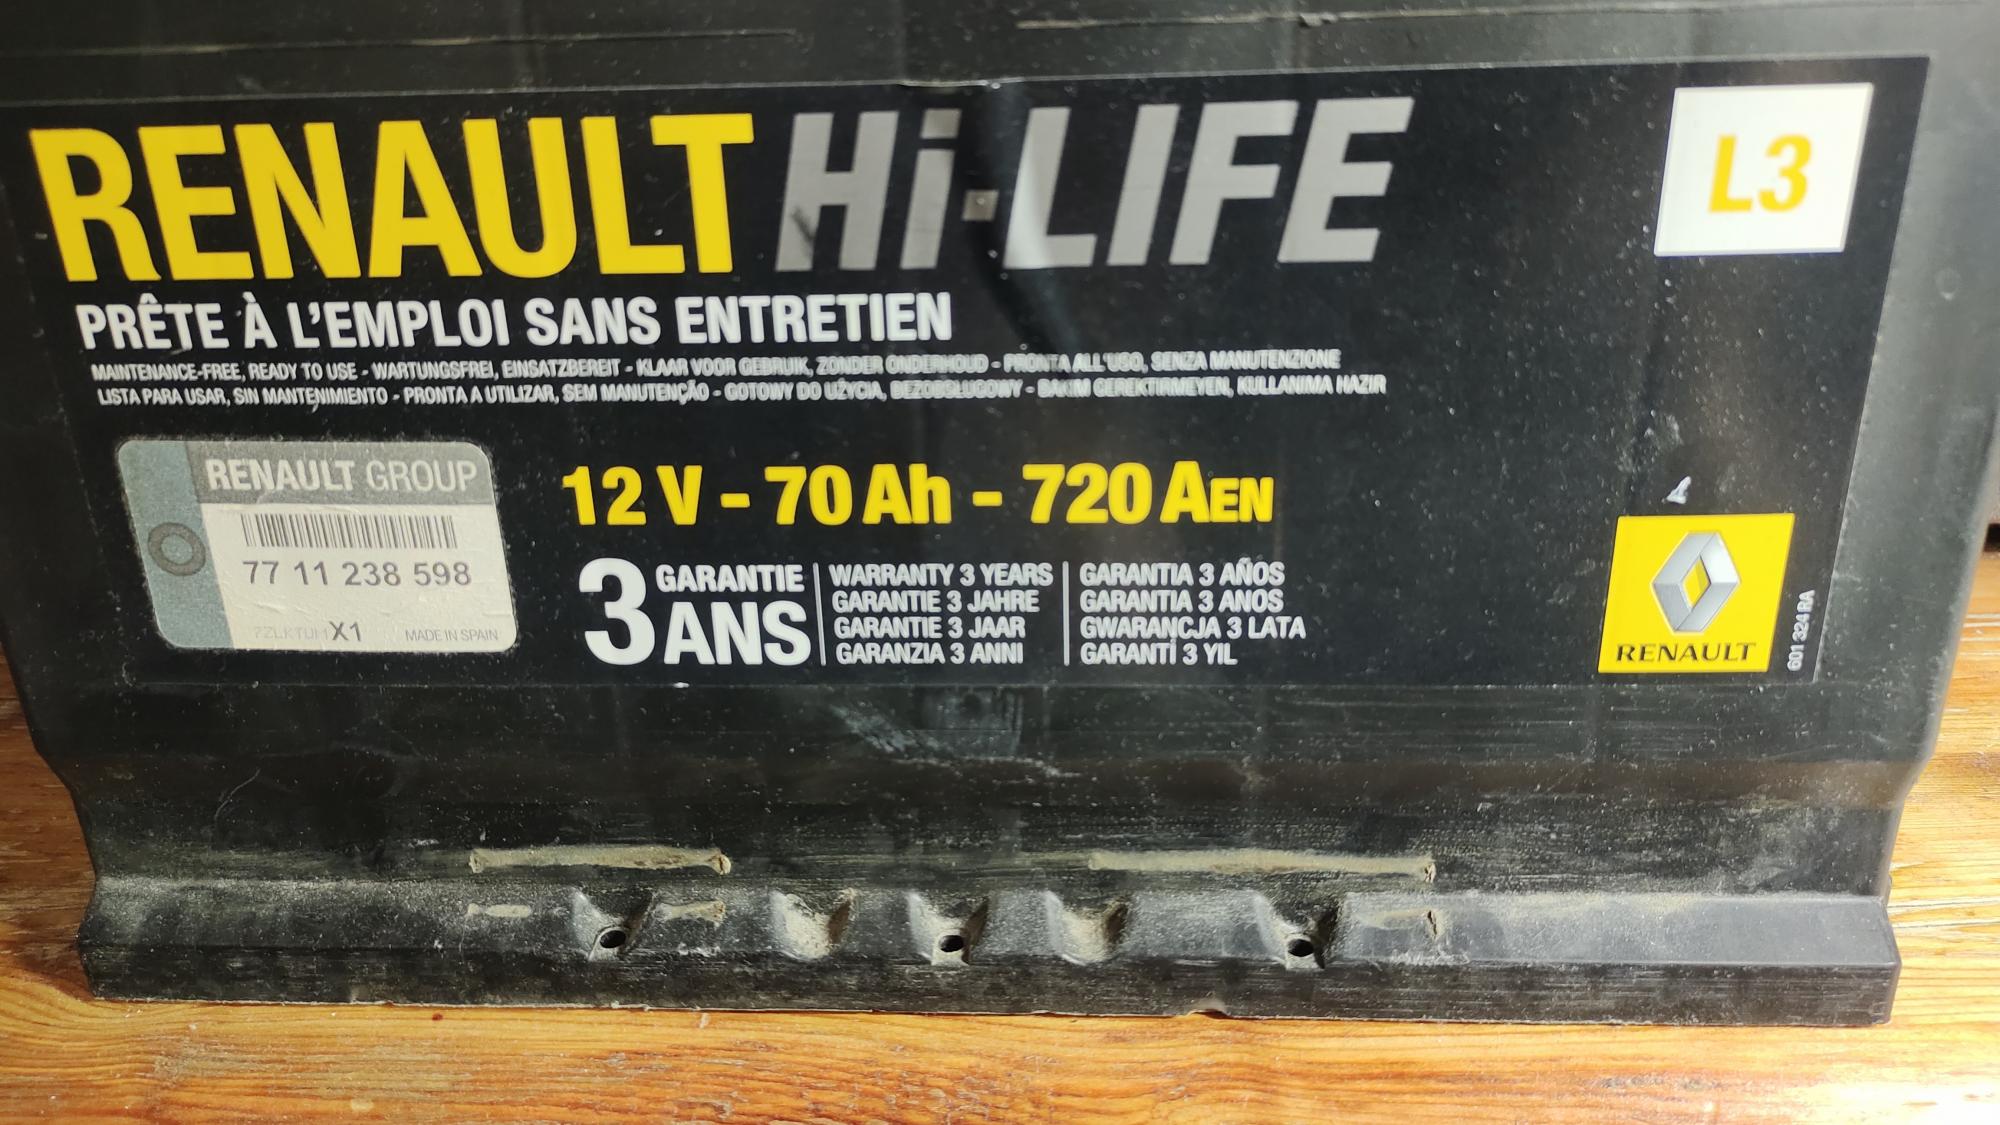 RENAULT Hi-LIFE
L3
PRÊTE À L'EMPLOI SANS ENTRETIEN
MAINTENANCE-FREE, READY TO USE - WARTUNGSFREI, EINSATZBEREIT - KLAAR VOOR GEBRUIK, ZONDER ONDERHOUD - PRONTA ALL'USO, SENZA MANUTENZIONE
LISTA PARA USAR, SIN MANTENIMIENTO - PRONTA A UTILIZAR, SEM MANUTENÇÃO - GOTOWY DO UŻYCIA, BEZOBSŁUGOWY - BAKIM GEREKTIRMEYEN, KULLANIMA HAZIR
RENAULT GROUP
77 11 238 598
X1 MADE IN SPAIN
12 V - 70 Ah - 720 AEN
3 ANS GARANTIE
WARRANTY 3 YEARS
GARANTIE 3 JAHRE
GARANTIE 3 JAAR
GARANZIA 3 ANNI
GARANTIA 3 AÑOS
GARANTIA 3 ANOS
GWARANCJA 3 LATA
GARANTİ 3 YIL
RENAULT
601 324 RA